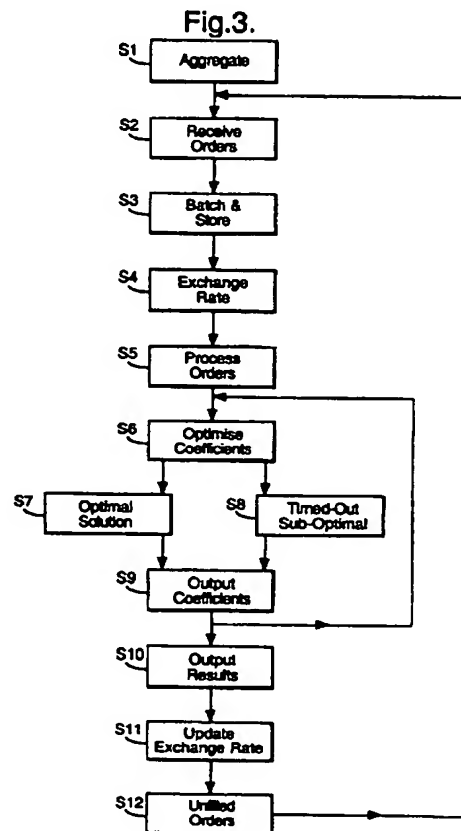 Fig.3.
S1
Aggregate
S2
Receive
Orders
S3
Batch &
Store
S4
Exchange
Rate
S5
Process
Orders
S6
Optimise
Coefficients
S7
Optimal
Solution
S8
Timed-Out
Sub-Optimal
S9
Output
Coefficients
S10
Output
Results
S11
Update
Exchange Rate
S12
Unfilled
Orders